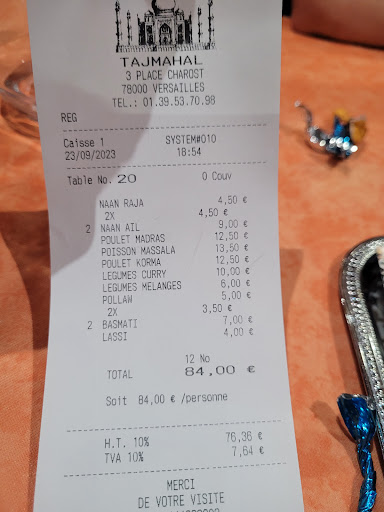 TAJMAHAL
3 PLACE CHAROST
78000 VERSAILLES
TEL.: 01.39.53.70.98
REG
Caisse 1 SYSTEM#010
23/09/2023 18:54
Table No. 20 0 Couv
NAAN RAJA 4,50 €
2X 4,50 €
2 NAAN AIL 9,00 €
POULET MADRAS 12,50 €
POISSON MASSALA 13,50 €
POULET KORMA 12,50 €
LEGUMES CURRY 10,00 €
LEGUMES MELANGES 6,00 €
POLLAW 5,00 €
2X 3,50 €
2 BASMATI 7,00 €
LASSI 4,00 €
12 No
TOTAL 84,00 €
Soit 84,00 € /personne
H.T. 10% 76,36 €
TVA 10% 7,64 €
MERCI
DE VOTRE VISITE